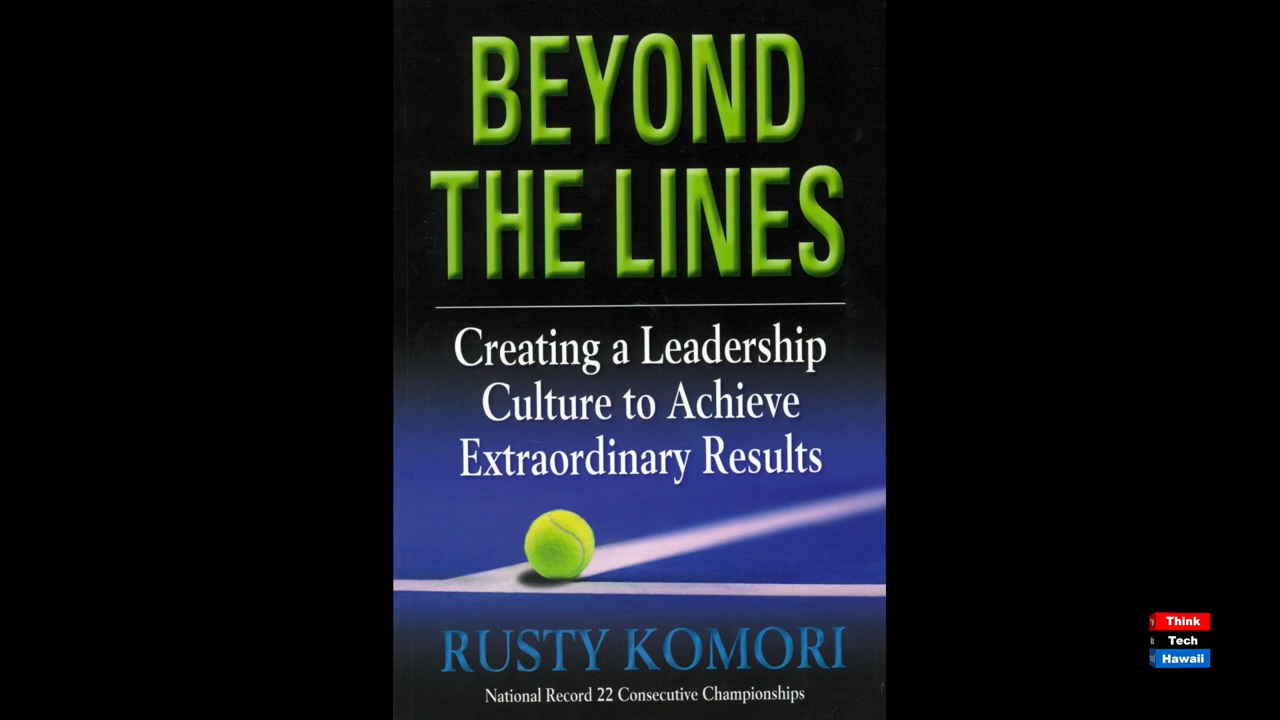 BEYOND
THE LINES
Creating a Leadership
Culture to Achieve
Extraordinary Results
RUSTY KOMORI
National Record 22 Consecutive Championships
Think
Tech
Hawaii